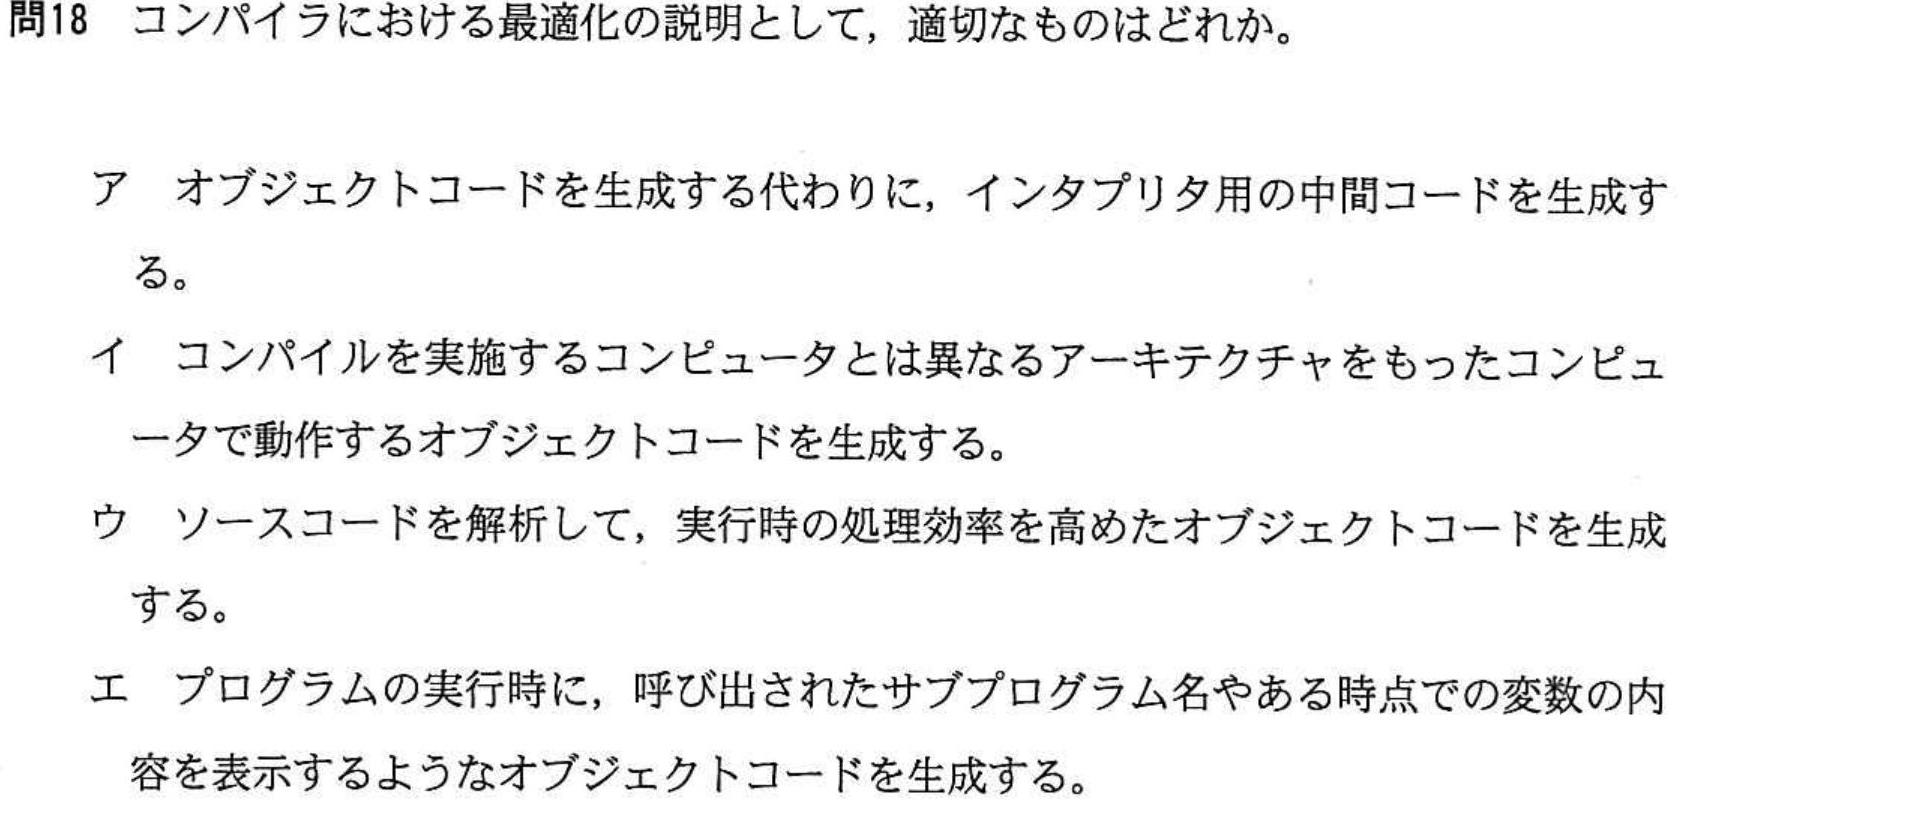 問18　コンパイラにおける最適化の説明として，適切なものはどれか。
ア　オブジェクトコードを生成する代わりに，インタプリタ用の中間コードを生成す
る。
イ　コンパイルを実施するコンピュータとは異なるアーキテクチャをもったコンピュ
ータで動作するオブジェクトコードを生成する。
ウ　ソースコードを解析して，実行時の処理効率を高めたオブジェクトコードを生成
する。
エ　プログラムの実行時に，呼び出されたサブプログラム名やある時点での変数の内
容を表示するようなオブジェクトコードを生成する。